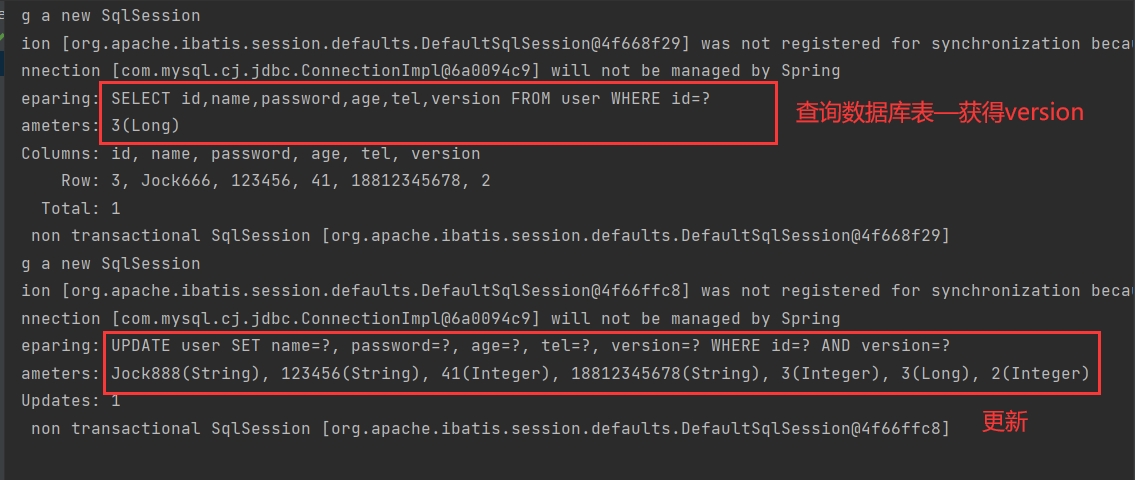 g a new SqlSession
ion [org.apache.ibatis.session.defaults.DefaultSqlSession@4f668f29] was not registered for synchronization becau
nnection [com.mysql.cj.jdbc.ConnectionImpl@6a0094c9] will not be managed by Spring
eparing: SELECT id,name,password,age,tel,version FROM user WHERE id=?
查询数据库表—获得version
ameters: 3(Long)
Columns: id, name, password, age, tel, version
Row: 3, Jock666, 123456, 41, 18812345678, 2
Total: 1
non transactional SqlSession [org.apache.ibatis.session.defaults.DefaultSqlSession@4f668f29]
g a new SqlSession
ion [org.apache.ibatis.session.defaults.DefaultSqlSession@4f66ffc8] was not registered for synchronization becau
nnection [com.mysql.cj.jdbc.ConnectionImpl@6a0094c9] will not be managed by Spring
eparing: UPDATE user SET name=?, password=?, age=?, tel=?, version=? WHERE id=? AND version=?
ameters: Jock888(String), 123456(String), 41(Integer), 18812345678(String), 3(Integer), 3(Long), 2(Integer)
Updates: 1
更新
non transactional SqlSession [org.apache.ibatis.session.defaults.DefaultSqlSession@4f66ffc8]